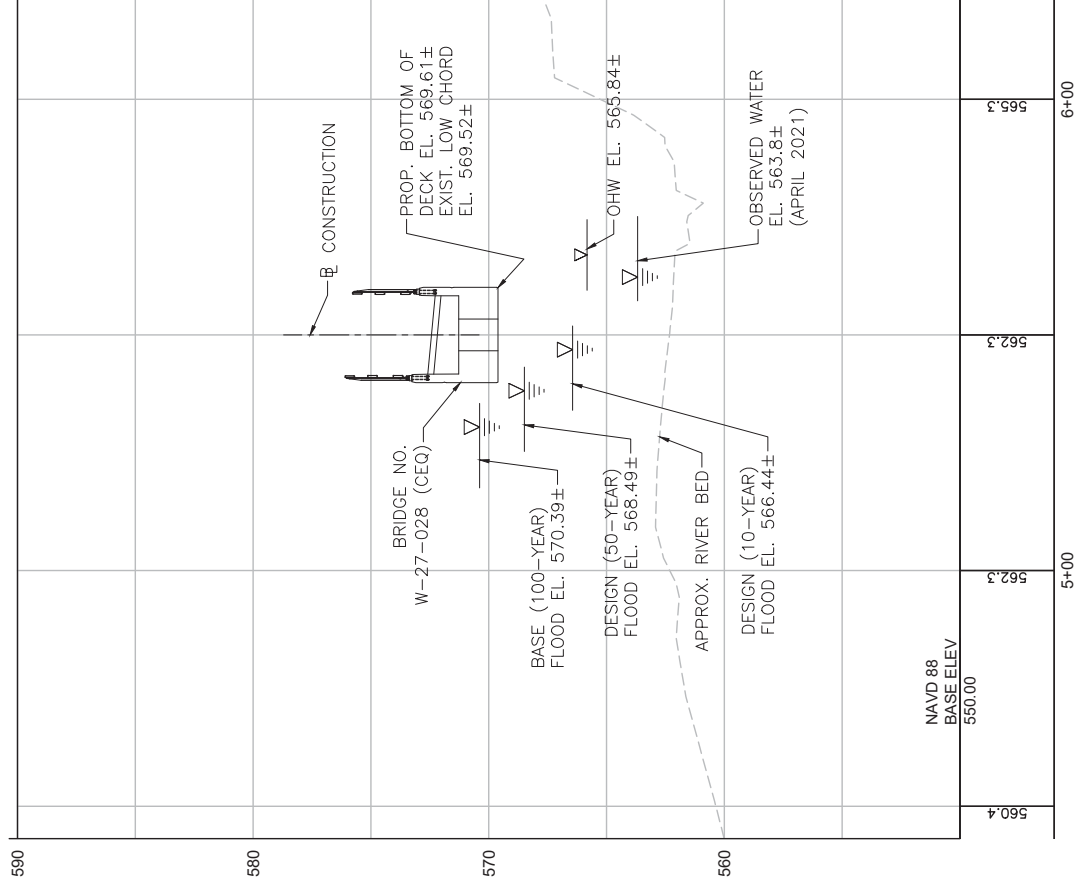 590
580
570
560
℄ CONSTRUCTION
PROP. BOTTOM OF
DECK EL. 569.61±
EXIST. LOW CHORD
EL. 569.52±
BRIDGE NO.
W-27-028 (CEQ)
OHW EL. 565.84±
OBSERVED WATER
EL. 563.8±
(APRIL 2021)
BASE (100-YEAR)
FLOOD EL. 570.39±
DESIGN (50-YEAR)
FLOOD EL. 568.49±
APPROX. RIVER BED
DESIGN (10-YEAR)
FLOOD EL. 566.44±
NAVD 88
BASE ELEV
550.00
560.4
562.3
562.3
565.3
5+00
6+00